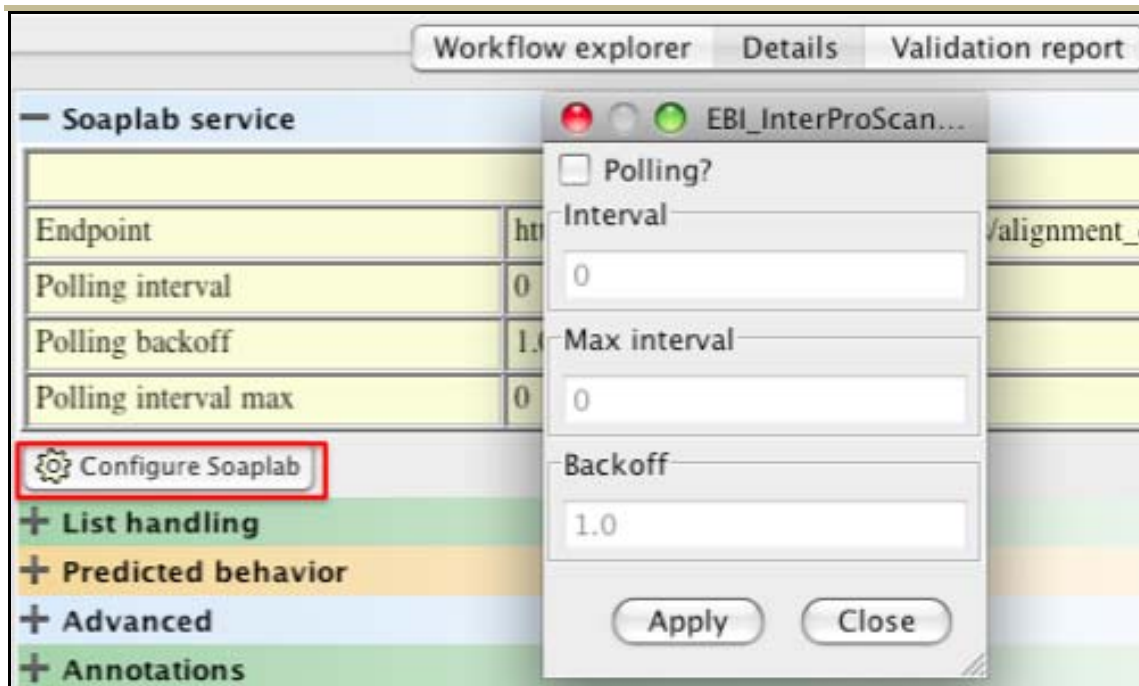 Workflow explorer Details Validation report
Soaplab service
Endpoint
/alignment_
Polling interval 0
Polling backoff
Polling interval max 0
Configure Soaplab
List handling
Predicted behavior
Advanced
Annotations
EBI_InterProScan...
Polling?
Interval
0
Max interval
0
Backoff
1.0
Apply Close